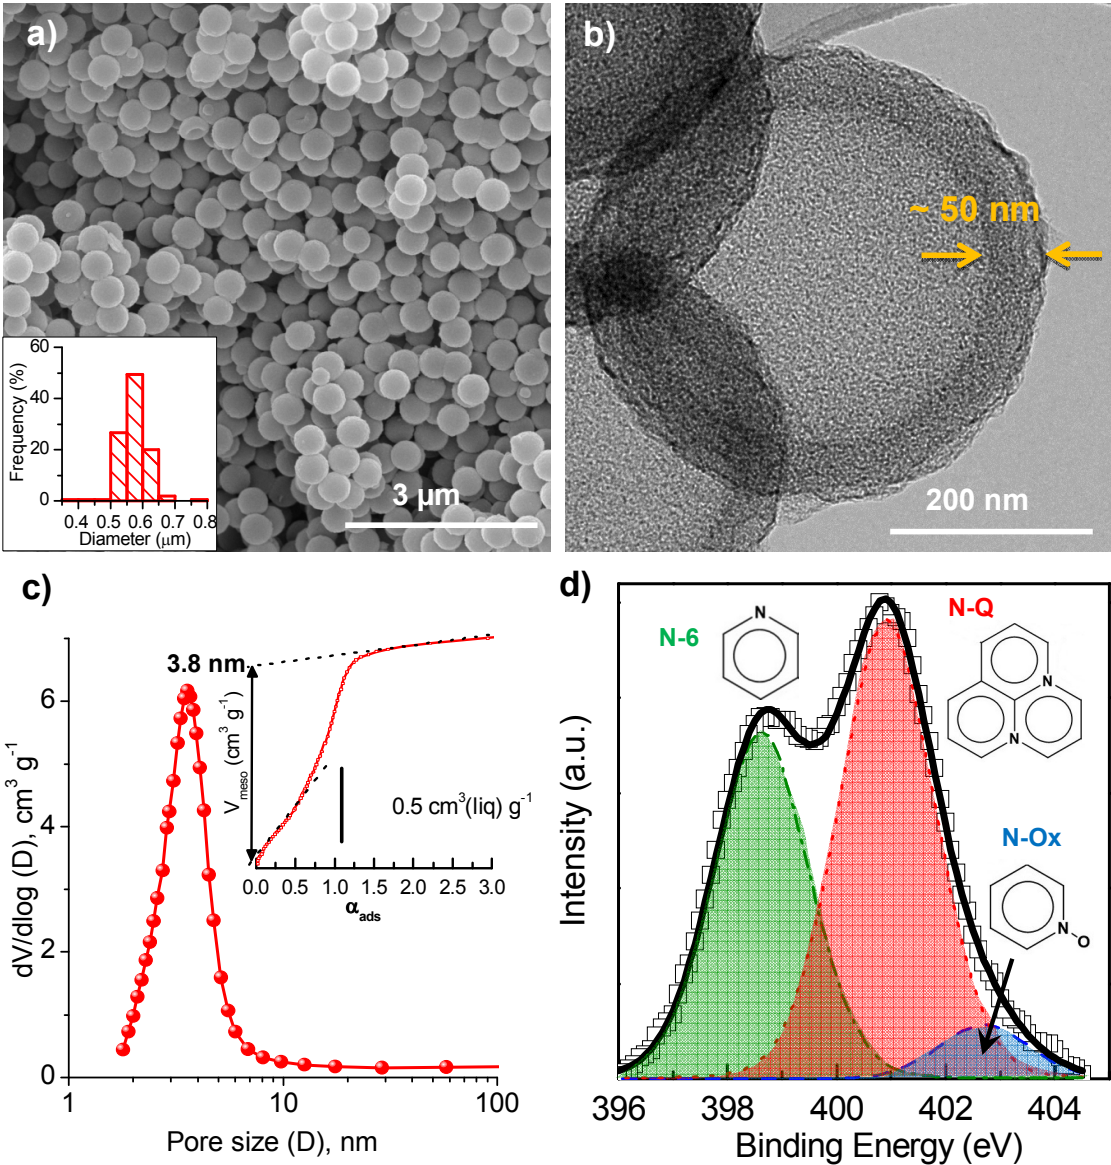 a)
3 µm
60
40
20
0
Frequency (%)
0.4 0.5 0.6 0.7 0.8
Diameter (µm)
b)
~ 50 nm
200 nm
c)
3.8 nm
6
4
2
0
dV/dlog (D), cm³ g⁻¹
1 10 100
Pore size (D), nm
Vmeso (cm³ g⁻¹)
0.5 cm³(liq) g⁻¹
0.0 0.5 1.0 1.5 2.0 2.5 3.0
αads
d)
N-6
N
N-Q
N
N
N-Ox
N
O
Intensity (a.u.)
396 398 400 402 404
Binding Energy (eV)